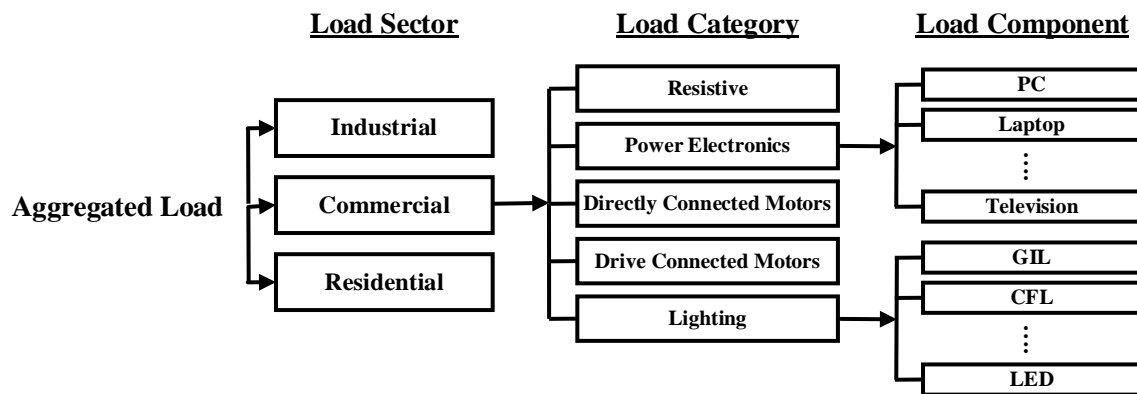 Load Sector
Load Category
Load Component
Aggregated Load
Industrial
Commercial
Residential
Resistive
Power Electronics
Directly Connected Motors
Drive Connected Motors
Lighting
PC
Laptop
Television
GIL
CFL
LED